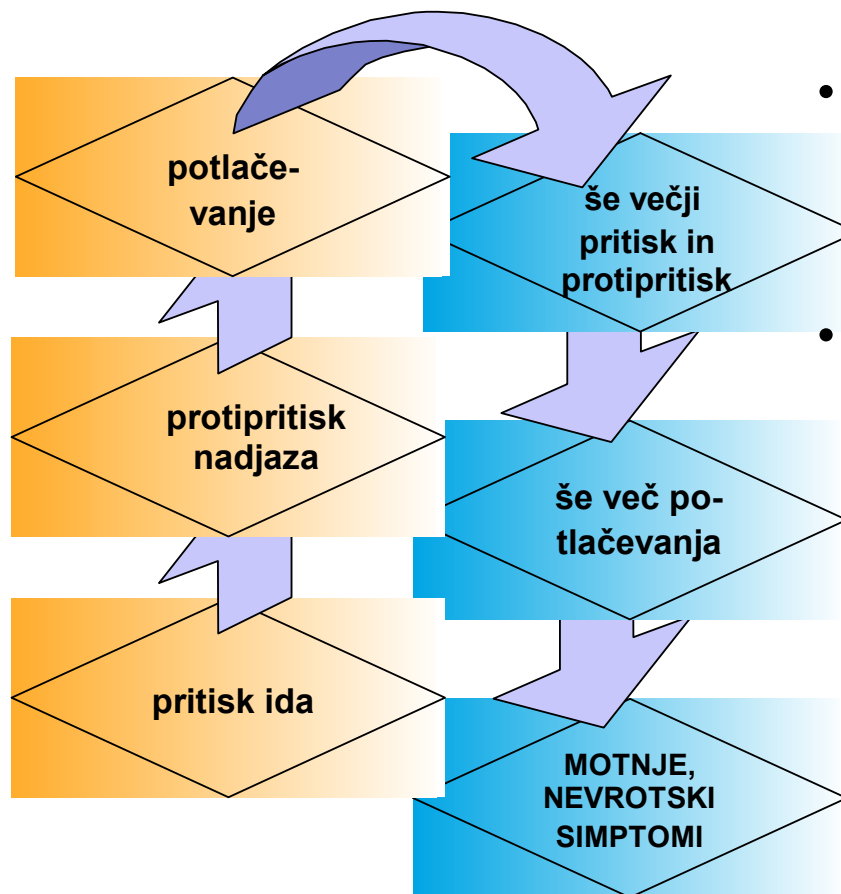 potlače-
vanje
še večji
pritisk in
protipritisk
protipritisk
nadjaza
še več po-
tlačevanja
pritisk ida
MOTNJE,
NEVROTSKI
SIMPTOMI